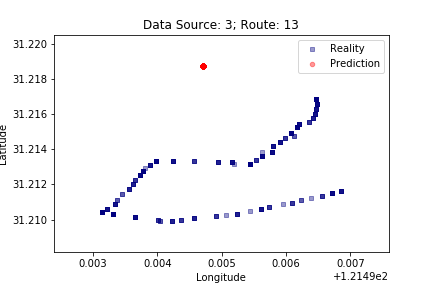 Data Source: 3; Route: 13
Reality
Prediction
31.220
31.218
31.216
31.214
31.212
31.210
Latitude
0.003
0.004
0.005
0.006
0.007
Longitude
+1.2149e2